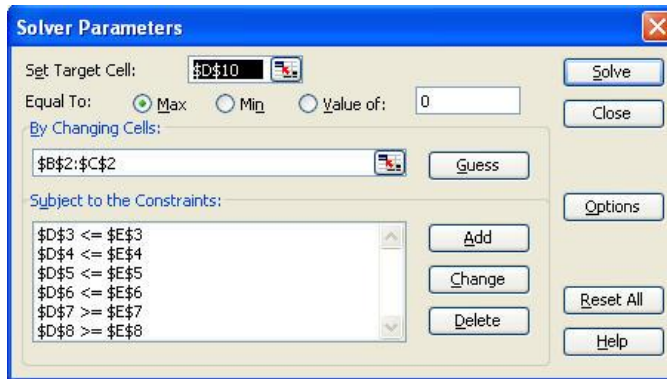 Solver Parameters
Set Target Cell: $D$10 Solve
Equal To: Max Min Value of: 0 Close
By Changing Cells:
$B$2:$C$2 Guess
Subject to the Constraints: Options
$D$3 <= $E$3 Add
$D$4 <= $E$4
$D$5 <= $E$5 Change
$D$6 <= $E$6 Reset All
$D$7 >= $E$7 Delete
$D$8 >= $E$8 Help